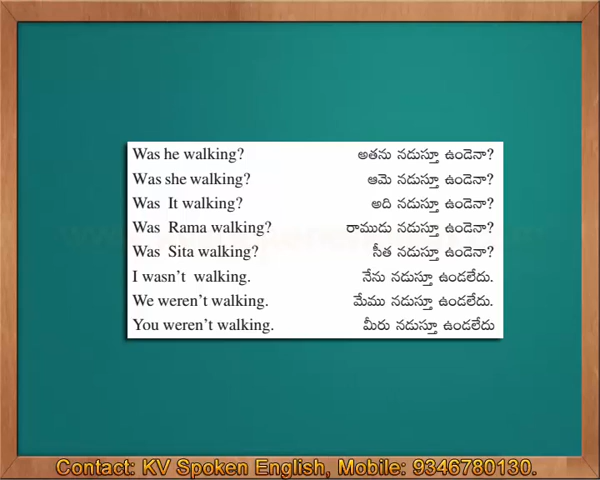 Was he walking? అతను నడుస్తూ ఉండెనా?
Was she walking? ఆమె నడుస్తూ ఉండెనా?
Was It walking? అది నడుస్తూ ఉండెనా?
Was Rama walking? రాముడు నడుస్తూ ఉండెనా?
Was Sita walking? సీత నడుస్తూ ఉండెనా?
I wasn't walking. నేను నడుస్తూ ఉండలేదు.
We weren't walking. మేము నడుస్తూ ఉండలేదు.
You weren't walking. మీరు నడుస్తూ ఉండలేదు
Contact: KV Spoken English, Mobile: 9346780130.